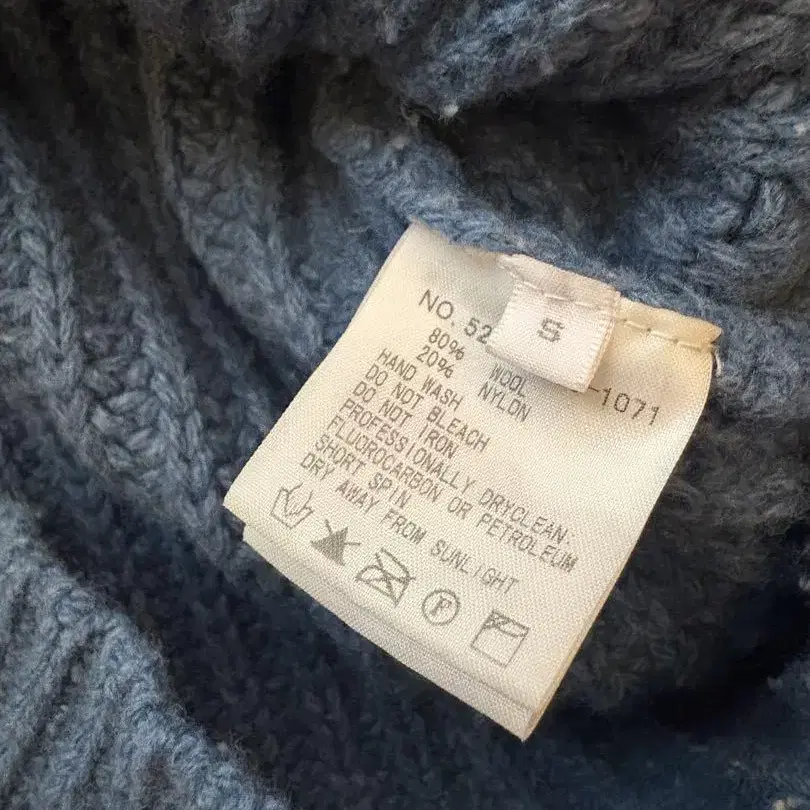 S
NO. 52 -1071
80% WOOL
20% NYLON
HAND WASH
DO NOT BLEACH
DO NOT IRON
PROFESSIONALLY DRYCLEAN.
FLUOROCARBON OR PETROLEUM
SHORT SPIN
DRY AWAY FROM SUNLIGHT
F